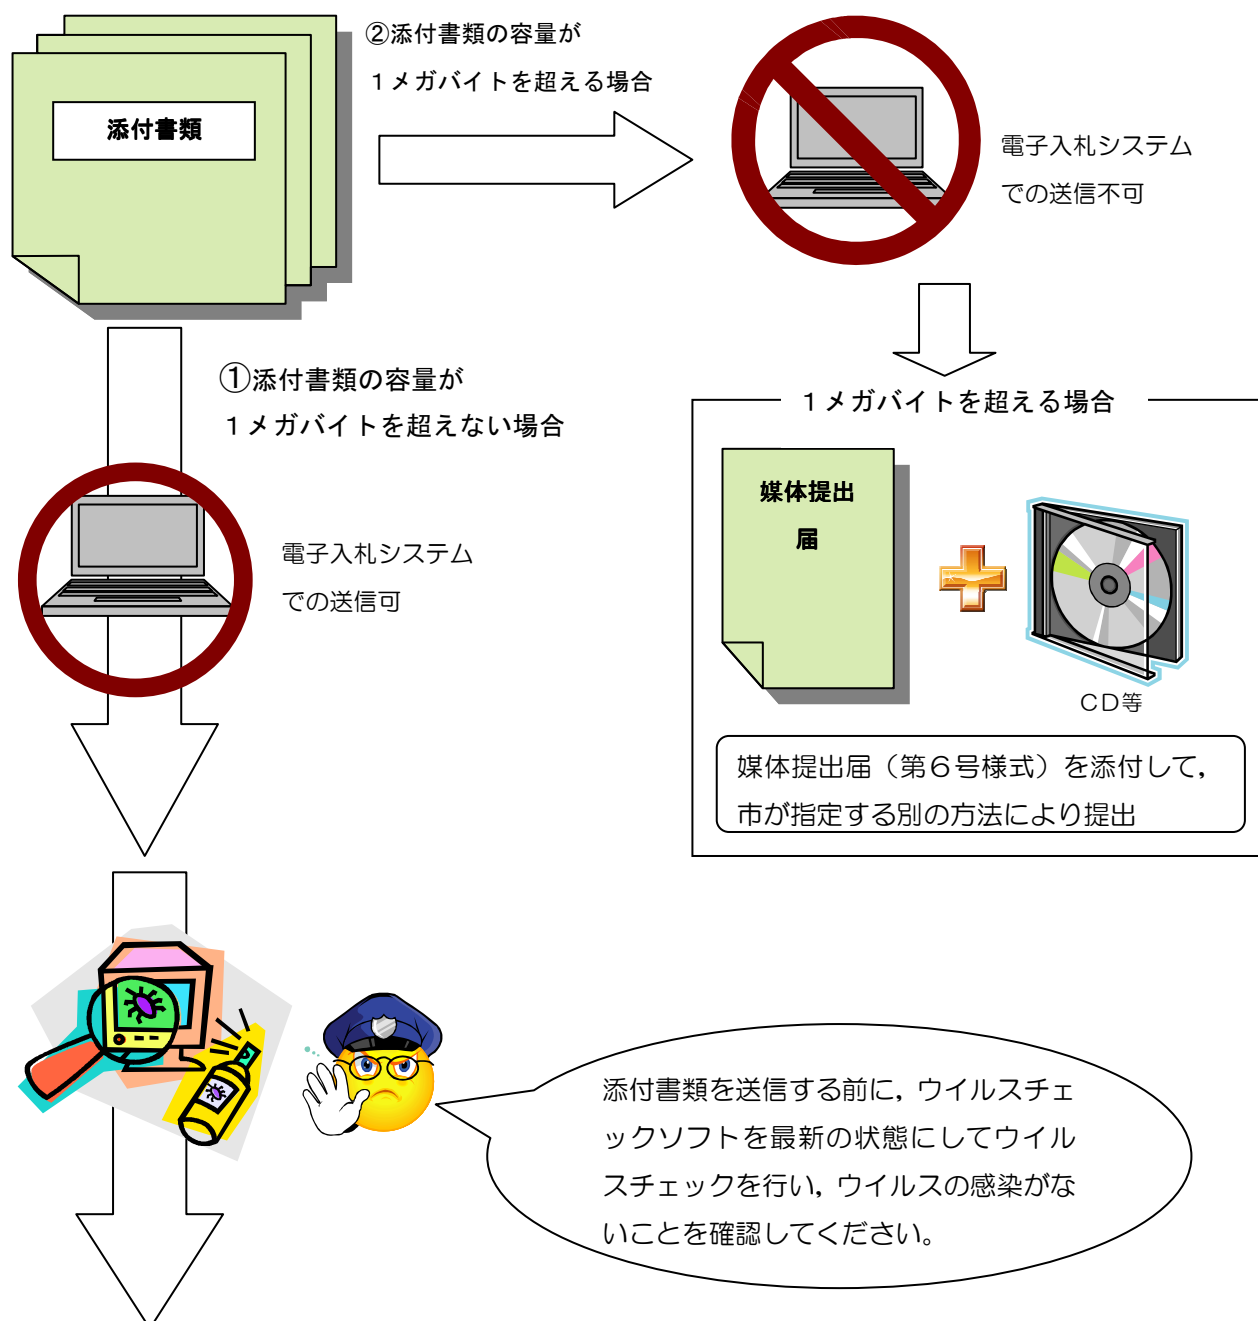 添付書類
②添付書類の容量が
１メガバイトを超える場合
電子入札システム
での送信不可
①添付書類の容量が
１メガバイトを超えない場合
電子入札システム
での送信可
１メガバイトを超える場合
媒体提出
届
ＣＤ等
媒体提出届（第６号様式）を添付して，
市が指定する別の方法により提出
添付書類を送信する前に，ウイルスチェ
ックソフトを最新の状態にしてウイル
スチェックを行い，ウイルスの感染がな
いことを確認してください。